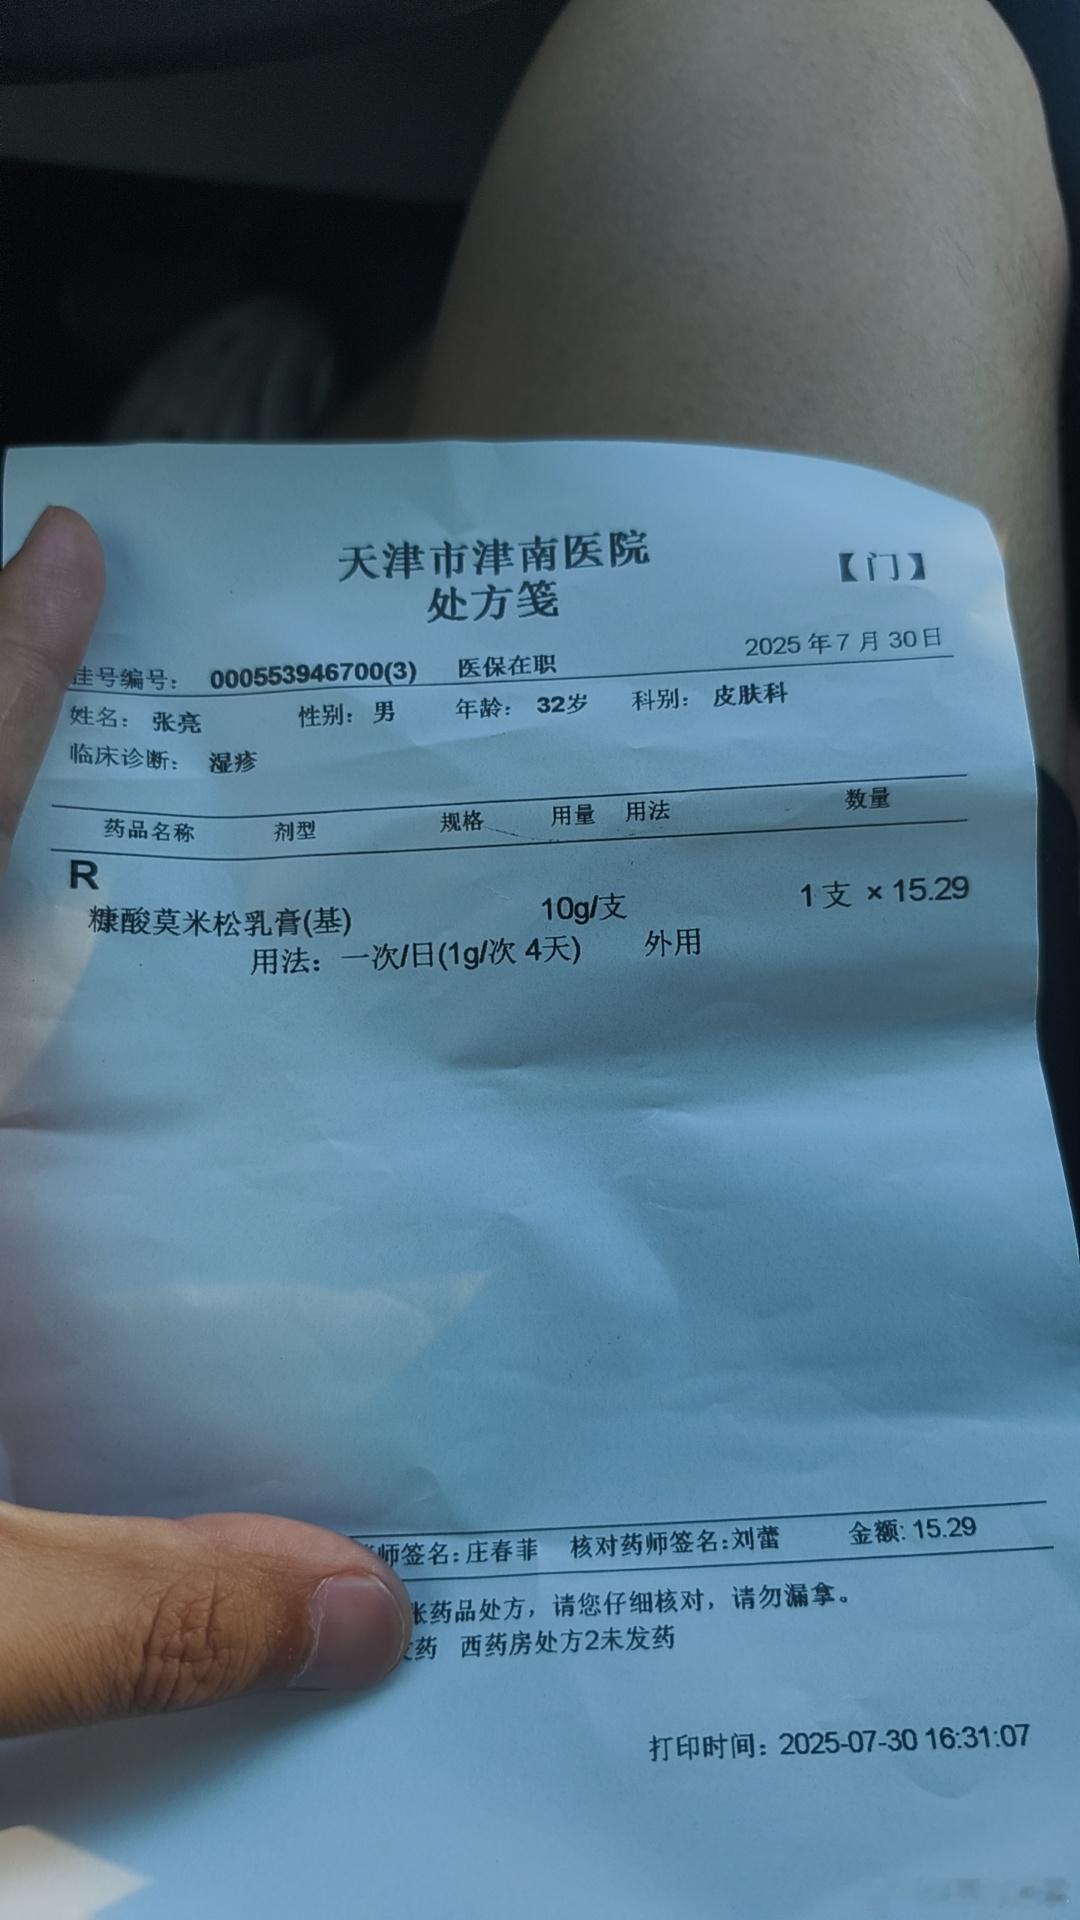 天津市津南医院
处方笺
【门】
2025年7月30日
挂号编号： 000553946700(3) 医保在职
姓名： 张亮 性别： 男 年龄： 32岁 科别： 皮肤科
临床诊断： 湿疹
药品名称 剂型 规格 用量 用法 数量
R
糠酸莫米松乳膏(基) 10g/支 1支 × 15.29
用法： 一次/日(1g/次 4天) 外用
师签名:庄春菲 核对药师签名:刘蕾 金额: 15.29
张药品处方，请您仔细核对，请勿漏拿。
药 西药房处方2未发药
打印时间：2025-07-30 16:31:07